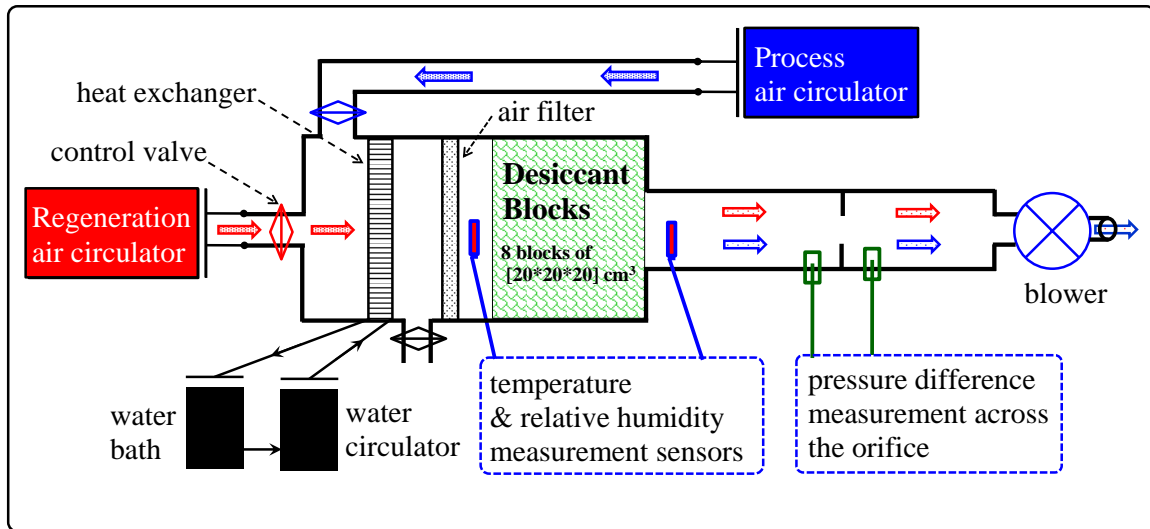 Process
air circulator
heat exchanger
air filter
control valve
Regeneration
air circulator
Desiccant
Blocks
8 blocks of
[20*20*20] cm³
blower
water
bath
water
circulator
temperature
& relative humidity
measurement sensors
pressure difference
measurement across
the orifice